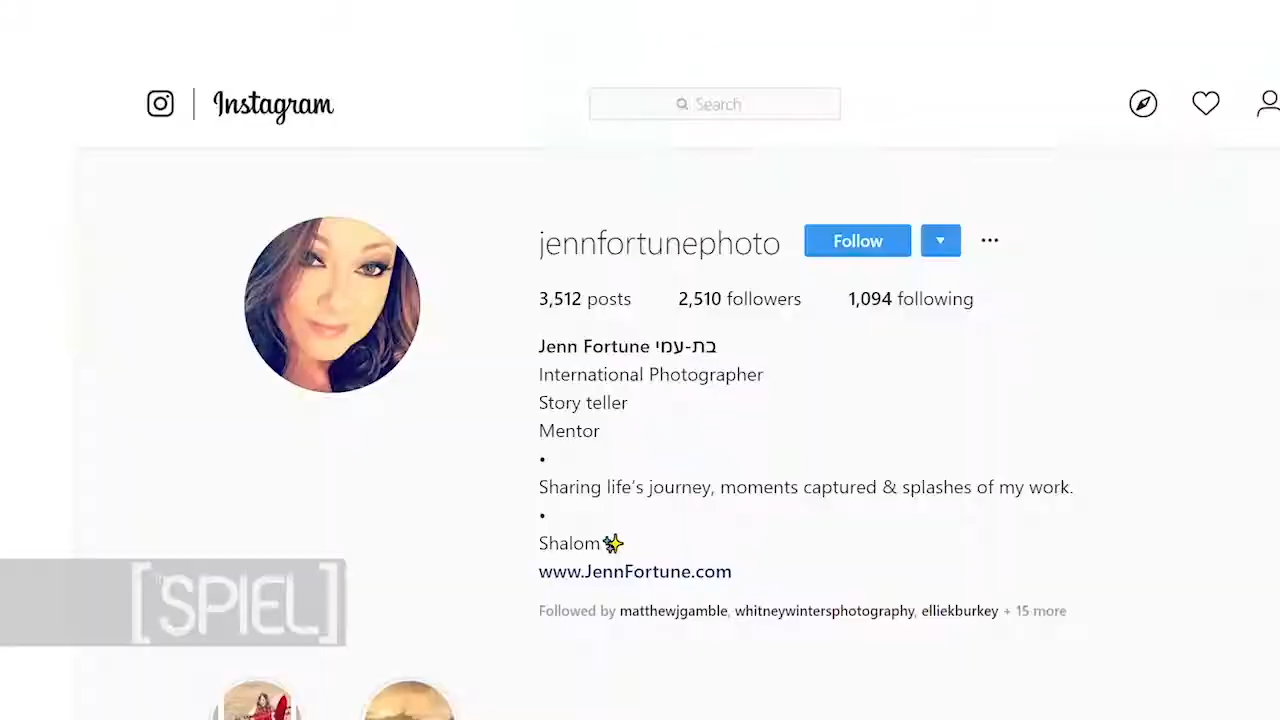 Instagram
Search
jennfortunephoto Follow
3,512 posts 2,510 followers 1,094 following
Jenn Fortune בת-עמי
International Photographer
Story teller
Mentor
•
Sharing life's journey, moments captured & splashes of my work.
•
Shalom✨
www.JennFortune.com
Followed by matthewjgamble, whitneywintersphotography, elliekburkey + 15 more
[SPIEL]